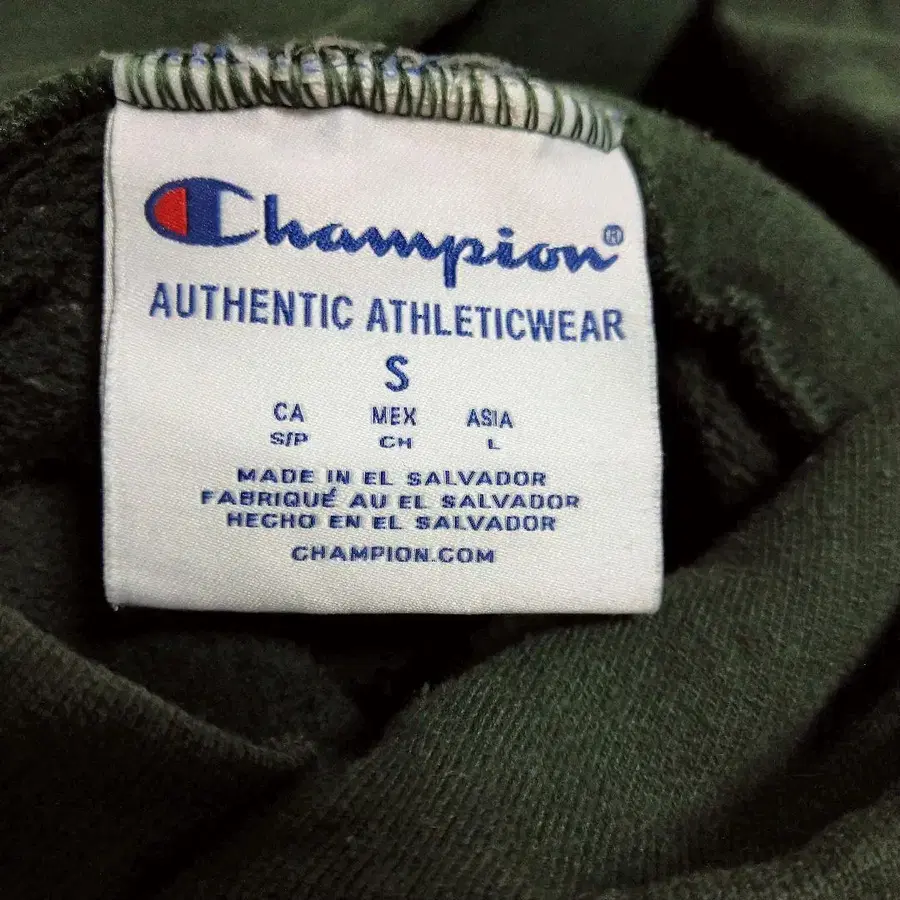 Champion®
AUTHENTIC ATHLETICWEAR
S
CA MEX ASIA
S/P CH L
MADE IN EL SALVADOR
FABRIQUÉ AU EL SALVADOR
HECHO EN EL SALVADOR
CHAMPION.COM